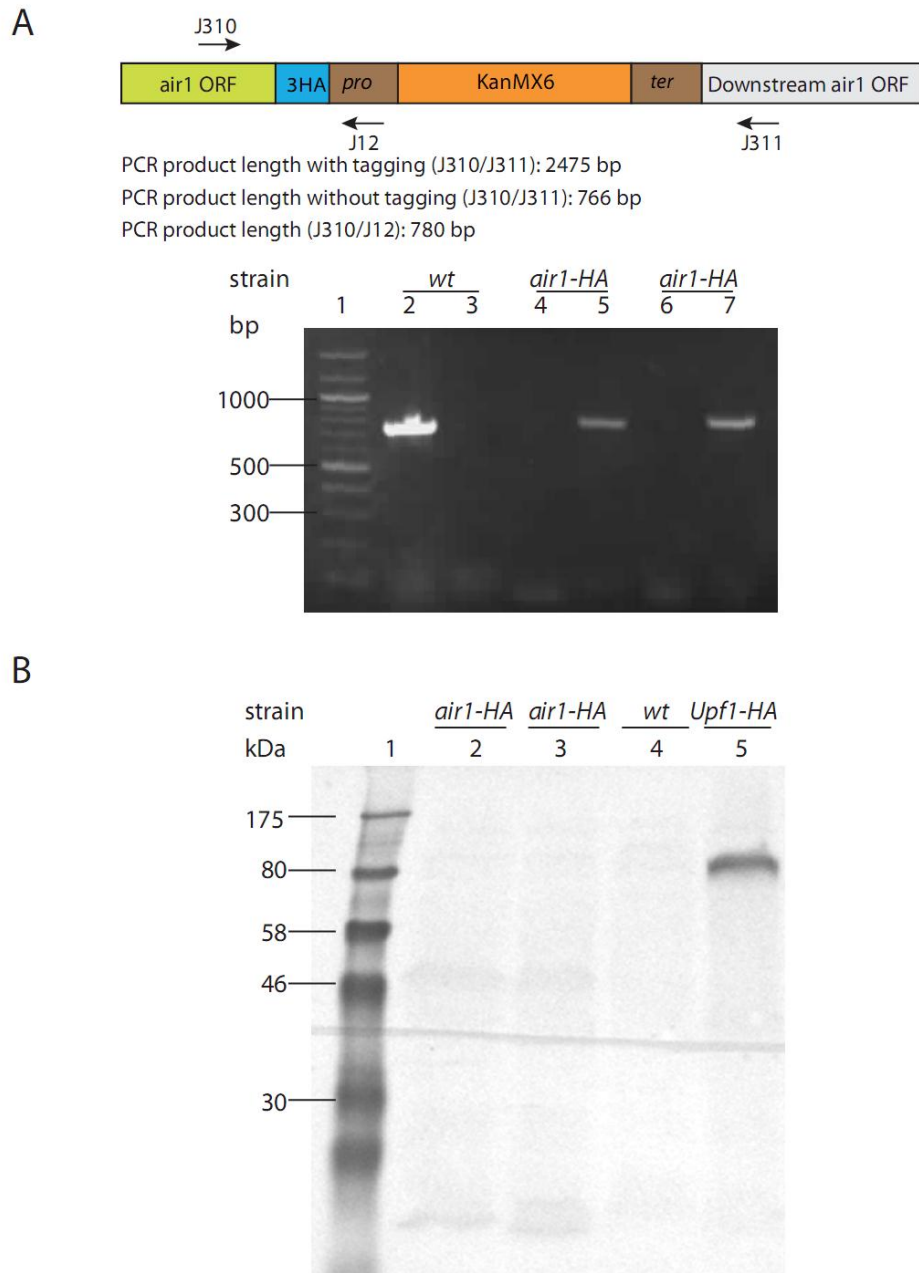 A
J310
air1 ORF 3HA pro KanMX6 ter Downstream air1 ORF
J12 J311
PCR product length with tagging (J310/J311): 2475 bp
PCR product length without tagging (J310/J311): 766 bp
PCR product length (J310/J12): 780 bp
strain wt air1-HA air1-HA
1 2 3 4 5 6 7
bp
1000
500
300
B
strain air1-HA air1-HA wt Upf1-HA
kDa 1 2 3 4 5
175
80
58
46
30